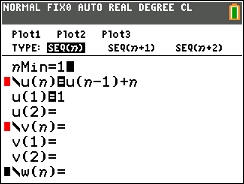 NORMAL FIX0 AUTO REAL DEGREE CL
Plot1 Plot2 Plot3
TYPE: SEQ(n) SEQ(n+1) SEQ(n+2)
nMin=1
\u(n)=u(n-1)+n
u(1)=1
u(2)=
\v(n)=
v(1)=
v(2)=
\w(n)=